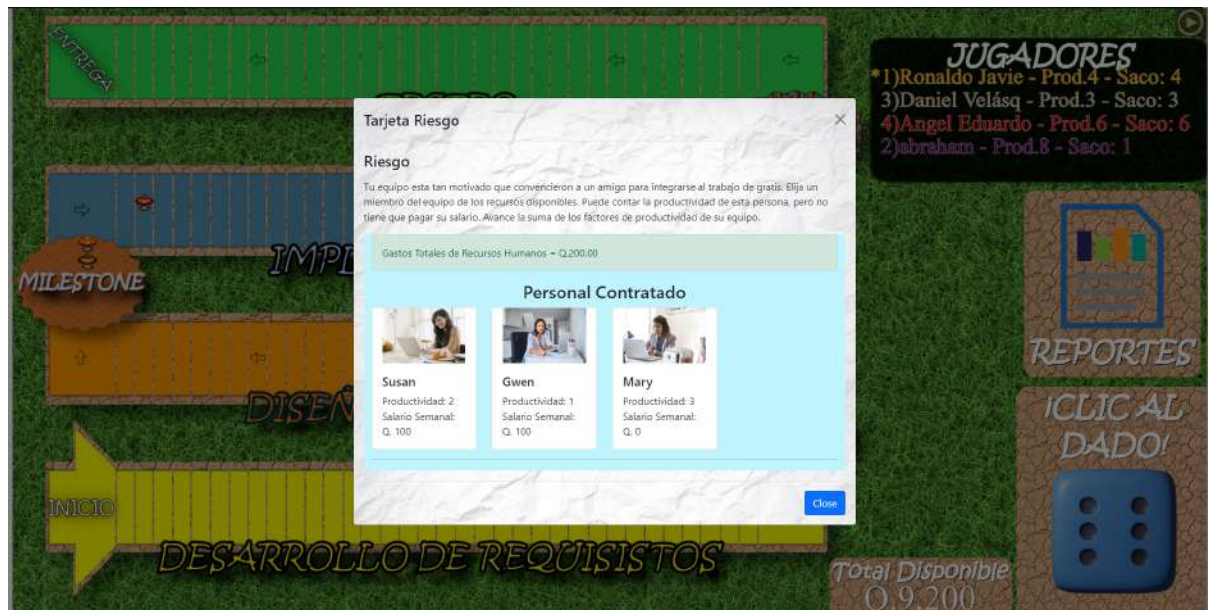 ENTREGA
JUGADORES
*1)Ronaldo Javie - Prod.4 - Saco: 4
3)Daniel Velásq - Prod.3 - Saco: 3
4)Angel Eduardo - Prod.6 - Saco: 6
2)abraham - Prod.8 - Saco: 1
Tarjeta Riesgo
×
Riesgo
Tu equipo esta tan motivado que convencieron a un amigo para integrarse al trabajo de gratis. Elija un
miembro del equipo de los recursos disponibles. Puede contar la productividad de esta persona, pero no
tiene que pagar su salario. Avance la suma de los factores de productividad de su equipo.
Gastos Totales de Recursos Humanos = Q.200.00
Personal Contratado
Susan
Productividad: 2
Salario Semanal:
Q. 100
Gwen
Productividad: 1
Salario Semanal:
Q. 100
Mary
Productividad: 3
Salario Semanal:
Q. 0
Close
IMPL
MILESTONE
DISEÑ
INICIO
DESARROLLO DE REQUISISTOS
REPORTES
¡CLIC AL
DADO!
Total Disponible
Q.9,200